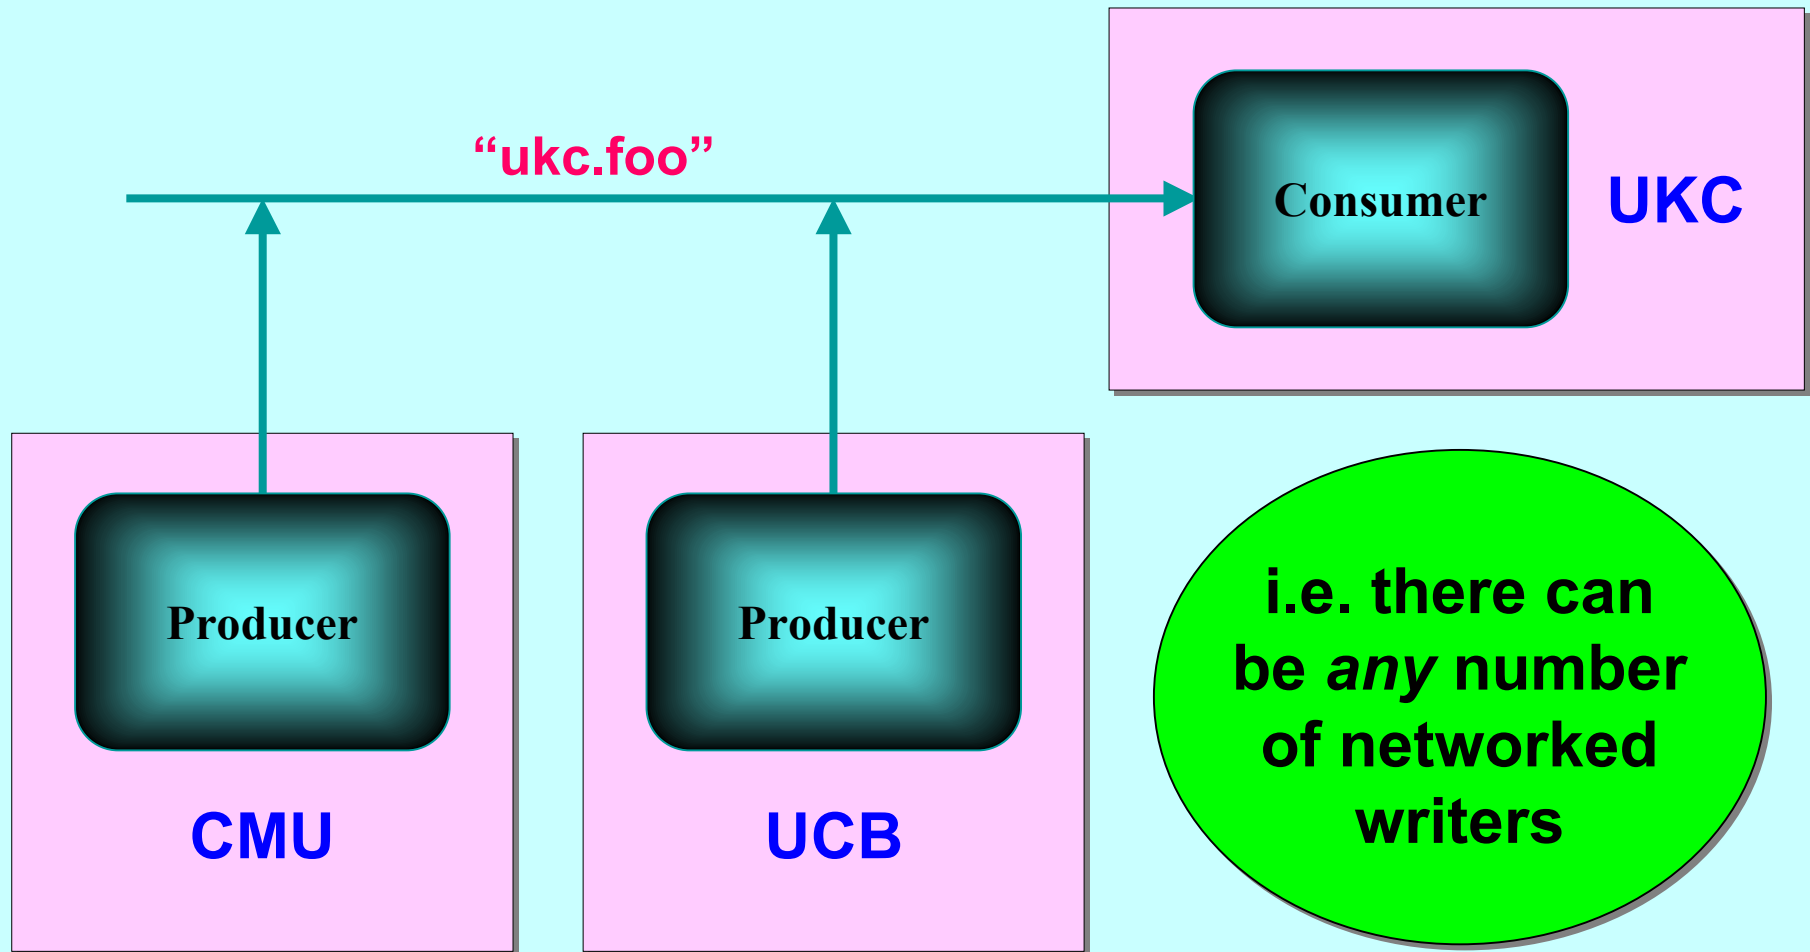 “ukc.foo”
Consumer
UKC
Producer
CMU
Producer
UCB
i.e. there can
be any number
of networked
writers